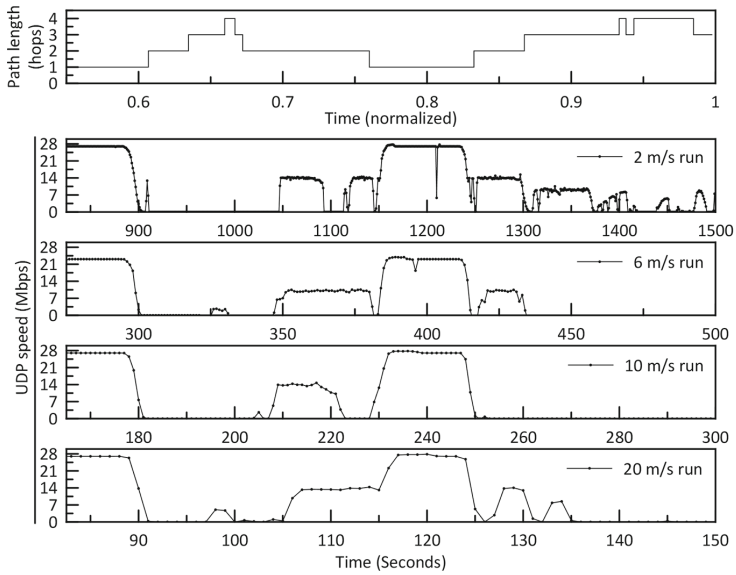 Path length
(hops)
4
3
2
1
0
0.6 0.7 0.8 0.9 1
Time (normalized)
UDP speed (Mbps)
28
21
14
7
0
2 m/s run
900 1000 1100 1200 1300 1400 1500
28
21
14
7
0
6 m/s run
300 350 400 450 500
28
21
14
7
0
10 m/s run
180 200 220 240 260 280 300
28
21
14
7
0
20 m/s run
90 100 110 120 130 140 150
Time (Seconds)